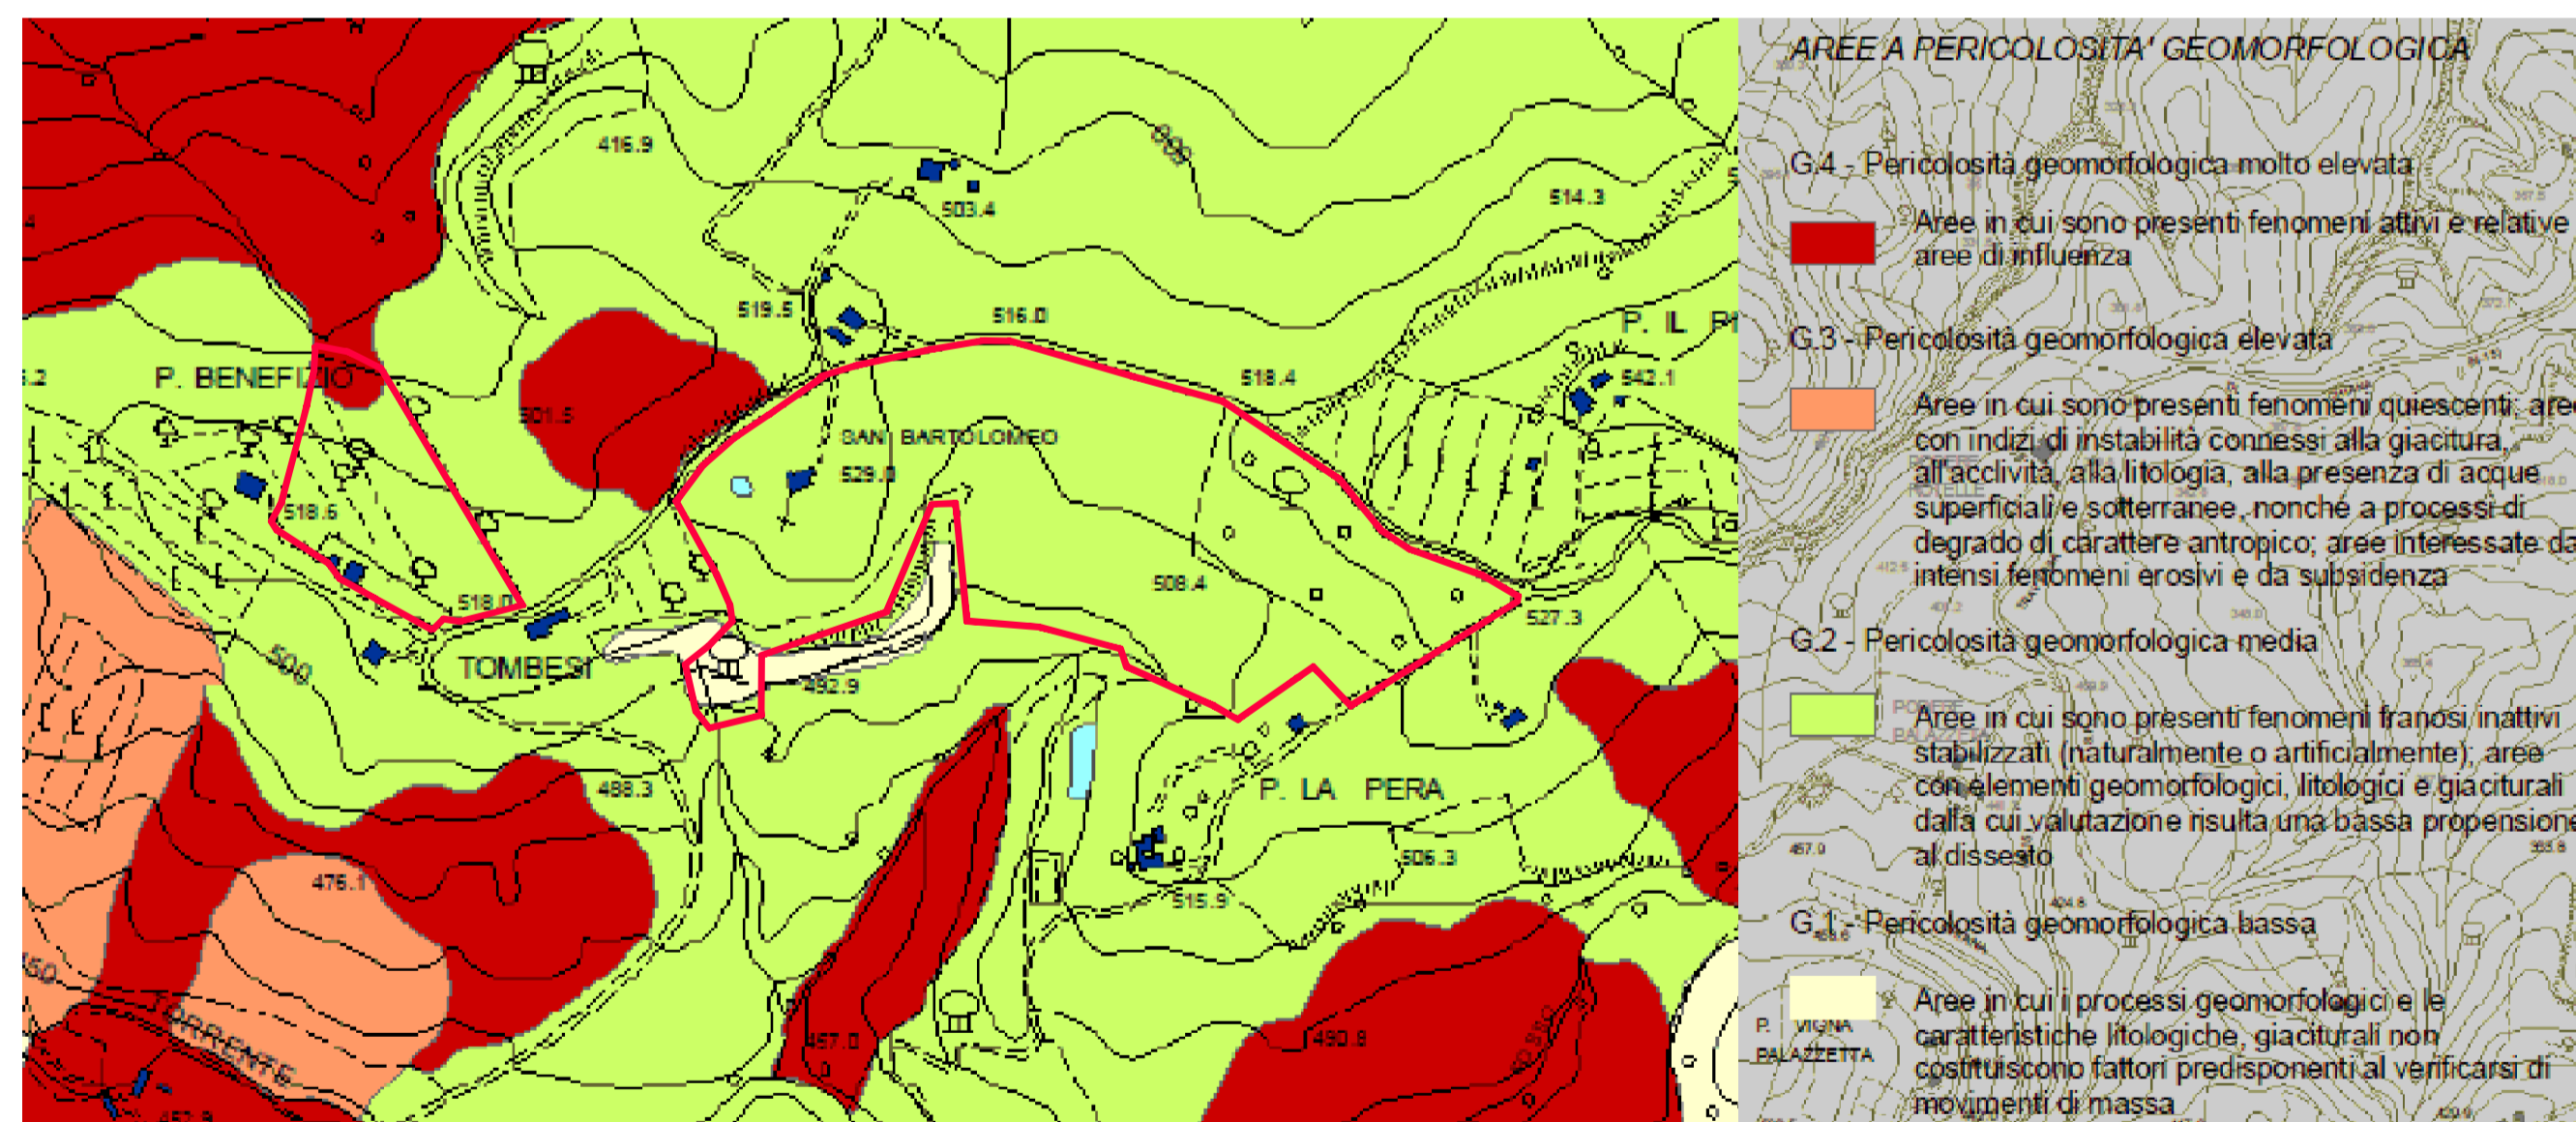 416.9
503.4
514.3
519.5
516.0
P. IL PI
P. BENEFIZIO
518.4
542.1
501.5
SAN BARTOLOMEO
529.0
518.6
508.4
518.0
527.3
500
TOMBESI
492.9
488.3
P. LA PERA
476.1
506.3
515.9
TORRENTE
467.0
490.8
AREE A PERICOLOSITA' GEOMORFOLOGICA
G.4 - Pericolosità geomorfologica molto elevata
Aree in cui sono presenti fenomeni attivi e relative
aree di influenza
G.3 - Pericolosità geomorfologica elevata
Aree in cui sono presenti fenomeni quiescenti; aree
con indizi di instabilità connessi alla giacitura,
all'acclività, alla litologia, alla presenza di acque
superficiali e sotterranee, nonché a processi di
degrado di carattere antropico; aree interessate da
intensi fenomeni erosivi e da subsidenza
G.2 - Pericolosità geomorfologica media
Aree in cui sono presenti fenomeni franosi inattivi
stabilizzati (naturalmente o artificialmente); aree
con elementi geomorfologici, litologici e giaciturali
dalla cui valutazione risulta una bassa propensione
al dissesto
G.1 - Pericolosità geomorfologica bassa
Aree in cui i processi geomorfologici e le
caratteristiche litologiche, giaciturali non
costituiscono fattori predisponenti al verificarsi di
movimenti di massa
P. VIGNA
PALAZZETTA